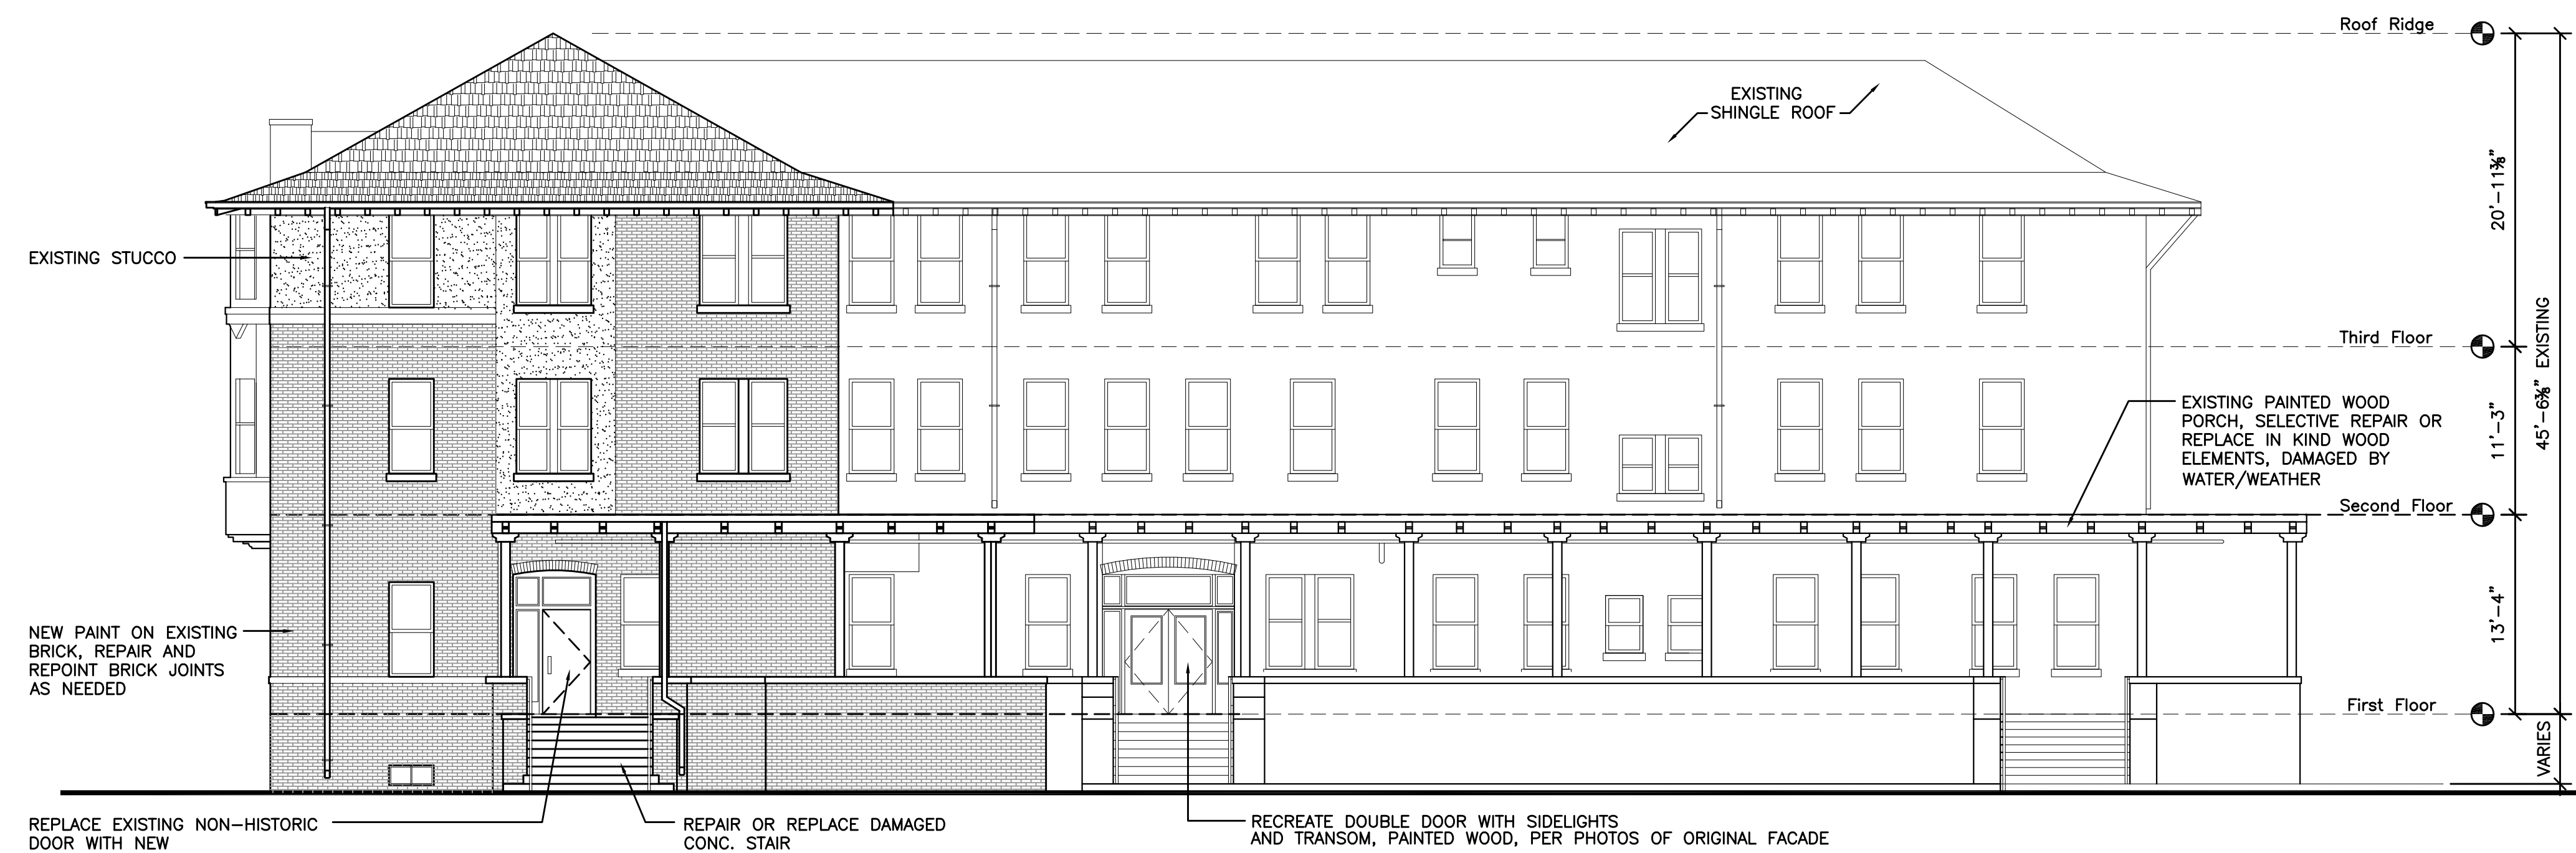 Roof Ridge
EXISTING
SHINGLE ROOF
20'-11⅜"
EXISTING STUCCO
45'-6⅜" EXISTING
Third Floor
11'-3"
EXISTING PAINTED WOOD
PORCH, SELECTIVE REPAIR OR
REPLACE IN KIND WOOD
ELEMENTS, DAMAGED BY
WATER/WEATHER
Second Floor
13'-4"
NEW PAINT ON EXISTING
BRICK, REPAIR AND
REPOINT BRICK JOINTS
AS NEEDED
First Floor
VARIES
REPLACE EXISTING NON-HISTORIC
DOOR WITH NEW
REPAIR OR REPLACE DAMAGED
CONC. STAIR
RECREATE DOUBLE DOOR WITH SIDELIGHTS
AND TRANSOM, PAINTED WOOD, PER PHOTOS OF ORIGINAL FACADE